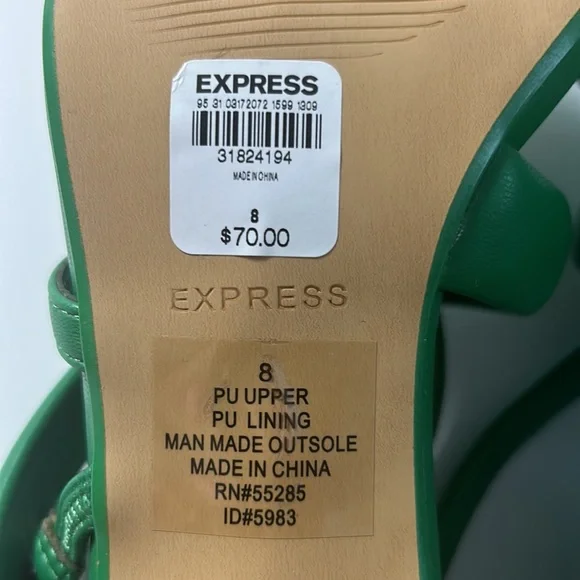 EXPRESS
95 31 03172072 1599 1309
31824194
MADE IN CHINA
8
$70.00
EXPRESS
8
PU UPPER
PU LINING
MAN MADE OUTSOLE
MADE IN CHINA
RN#55285
ID#5983